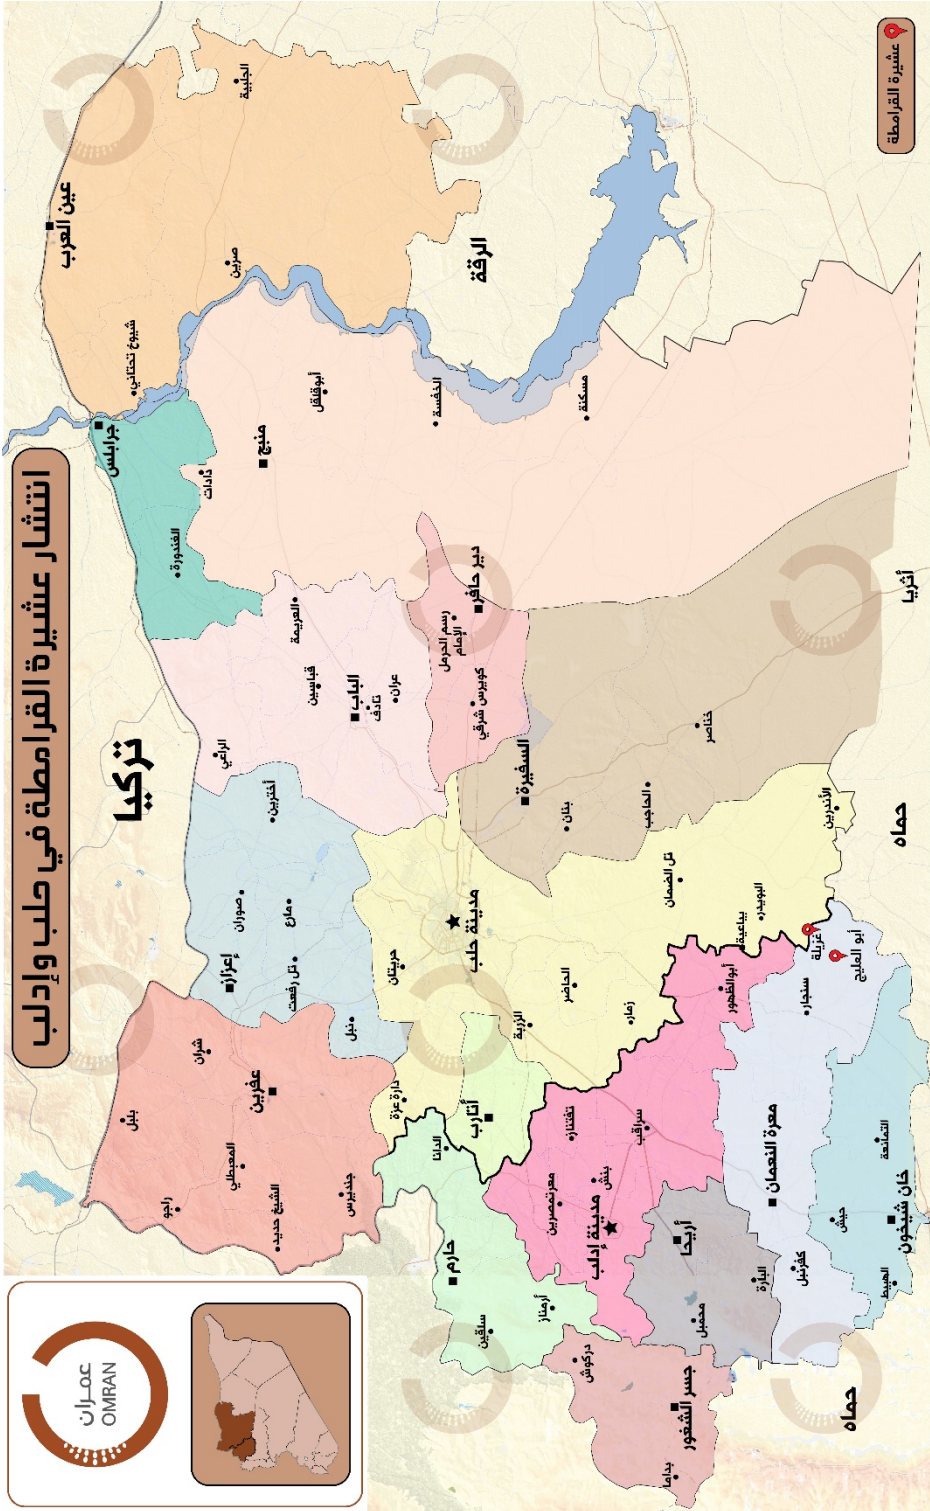 انتشار عشيرة القرامطة في حلب وإدلب
عشيرة القرامطة
عمران
OMRAN
تركيا
الرقة
أثريا
حماه
حماه
عين العرب
الجلبية
صرين
شيوخ تحتاني
جرابلس
الغندورة
دادات
منبج
أبوقلقل
الخفسة
مسكنة
الراعي
العريمة
قباسين
الباب
تادف
عران
دير حافر
رسم الحرمل
الإمام
كويرس شرقي
السفيرة
خناصر
بنان
الحاجب
أخترين
صوران
مارع
إعزاز
تل رفعت
نبل
حريتان
مدينة حلب
تل الضمان
الأندرين
البويدر
بياعية
الحاضر
الزربة
زمار
دارة عزة
أتارب
شران
عفرين
بلبل
المعبطلي
راجو
الشيخ حديد
جنديرس
الدانا
حارم
سلقين
أرمناز
تفتناز
سراقب
بنش
معرتمصرين
مدينة إدلب
أبوالظهور
غزيلة
أبو العليج
سنجار
معرة النعمان
كفرنبل
أريحا
البارة
محمبل
دركوش
جسر الشغور
بداما
التمانعة
خان شيخون
حيش
الهبيط